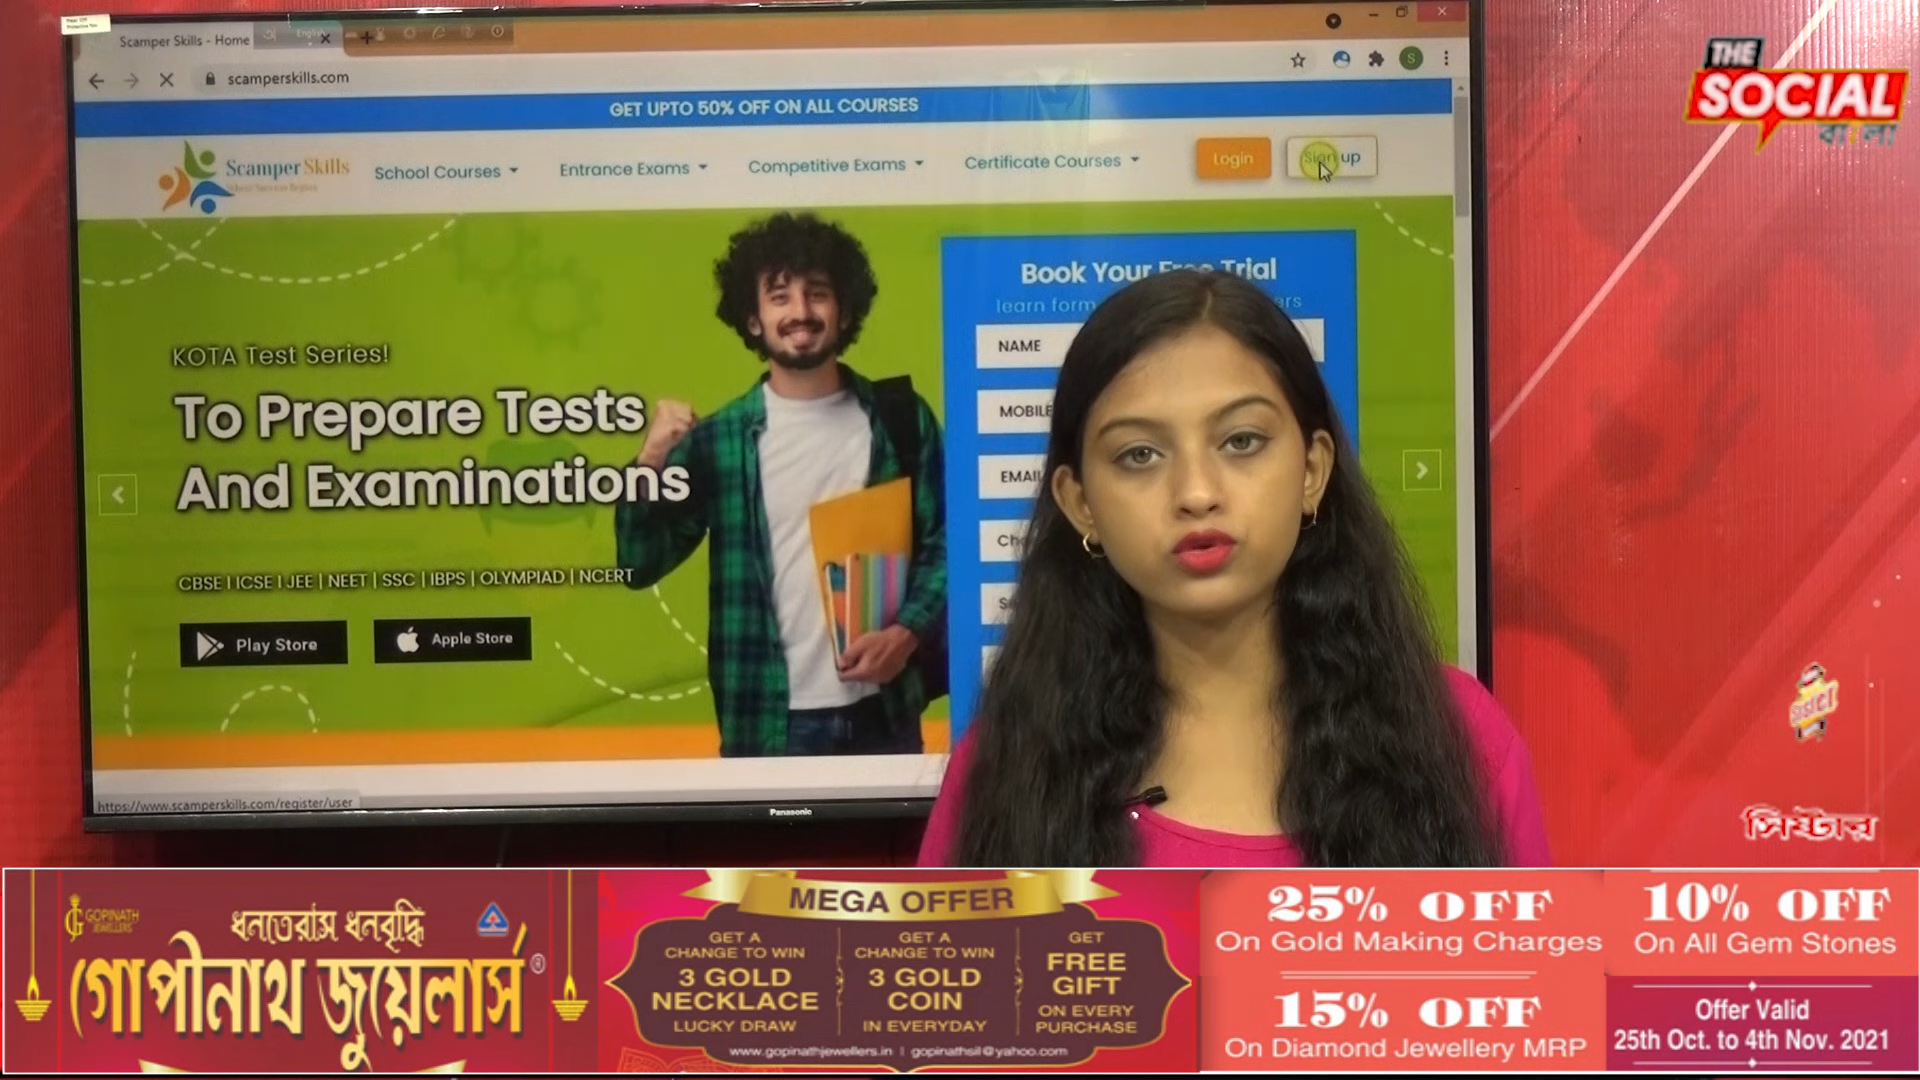 Scamper Skills - Home
English
scamperskills.com
S
GET UPTO 50% OFF ON ALL COURSES
Scamper Skills
School Courses
Entrance Exams
Competitive Exams
Certificate Courses
Login
Sign up
KOTA Test Series!
To Prepare Tests
And Examinations
CBSE | ICSE | JEE | NEET | SSC | IBPS | OLYMPIAD | NCERT
Play Store
Apple Store
Book Your Free Trial
learn form
NAME
MOBILE
EMAIL
https://www.scamperskills.com/register/user
Panasonic
THE
SOCIAL
বাংলা
সিস্টার
GOPINATH
JEWELLERS
ধনতেরাস ধনবৃদ্ধি
গোপীনাথ জুয়েলার্স ®
MEGA OFFER
GET A
CHANGE TO WIN
3 GOLD
NECKLACE
LUCKY DRAW
GET A
CHANGE TO WIN
3 GOLD
COIN
IN EVERYDAY
GET
FREE
GIFT
ON EVERY
PURCHASE
www.gopinathjewellers.in | gopinathsil@yahoo.com
25% OFF
On Gold Making Charges
15% OFF
On Diamond Jewellery MRP
10% OFF
On All Gem Stones
Offer Valid
25th Oct. to 4th Nov. 2021